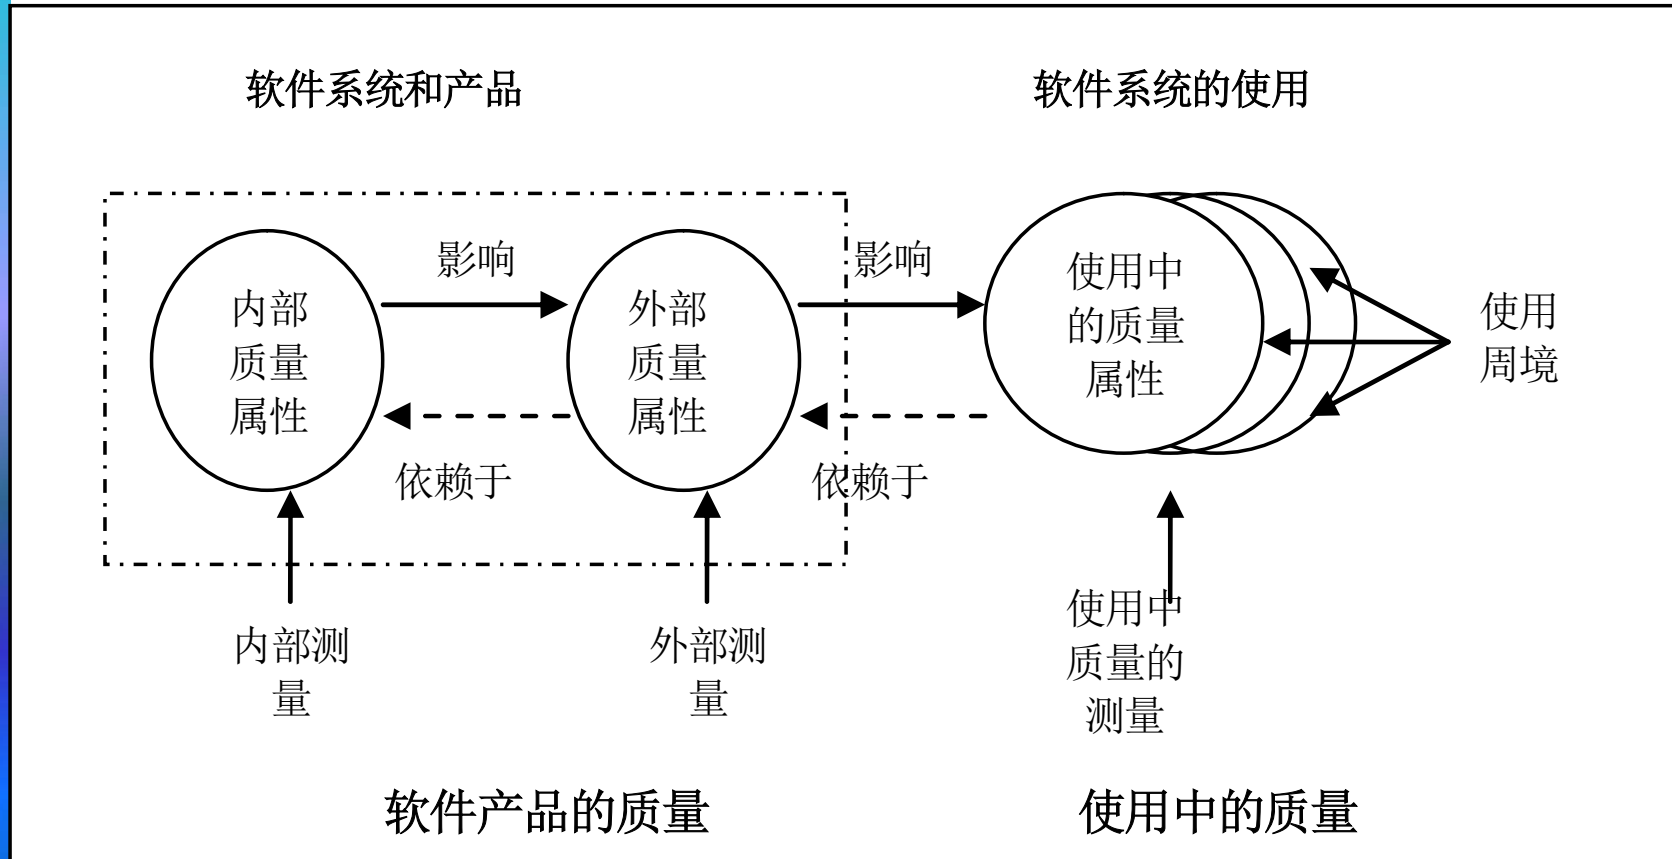 软件系统和产品
软件系统的使用
影响
影响
内部
质量
属性
外部
质量
属性
使用中
的质量
属性
使用
周境
依赖于
依赖于
内部测
量
外部测
量
使用中
质量的
测量
软件产品的质量
使用中的质量